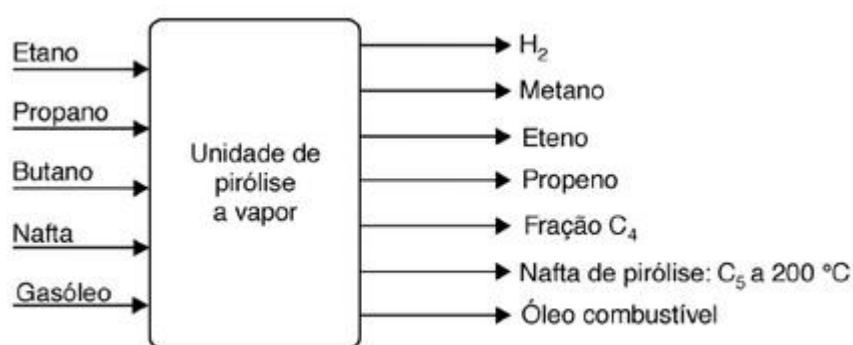 Etano
Propano
Butano
Nafta
Gasóleo
Unidade de
pirólise
a vapor
H₂
Metano
Eteno
Propeno
Fração C₄
Nafta de pirólise: C₅ a 200 °C
Óleo combustível